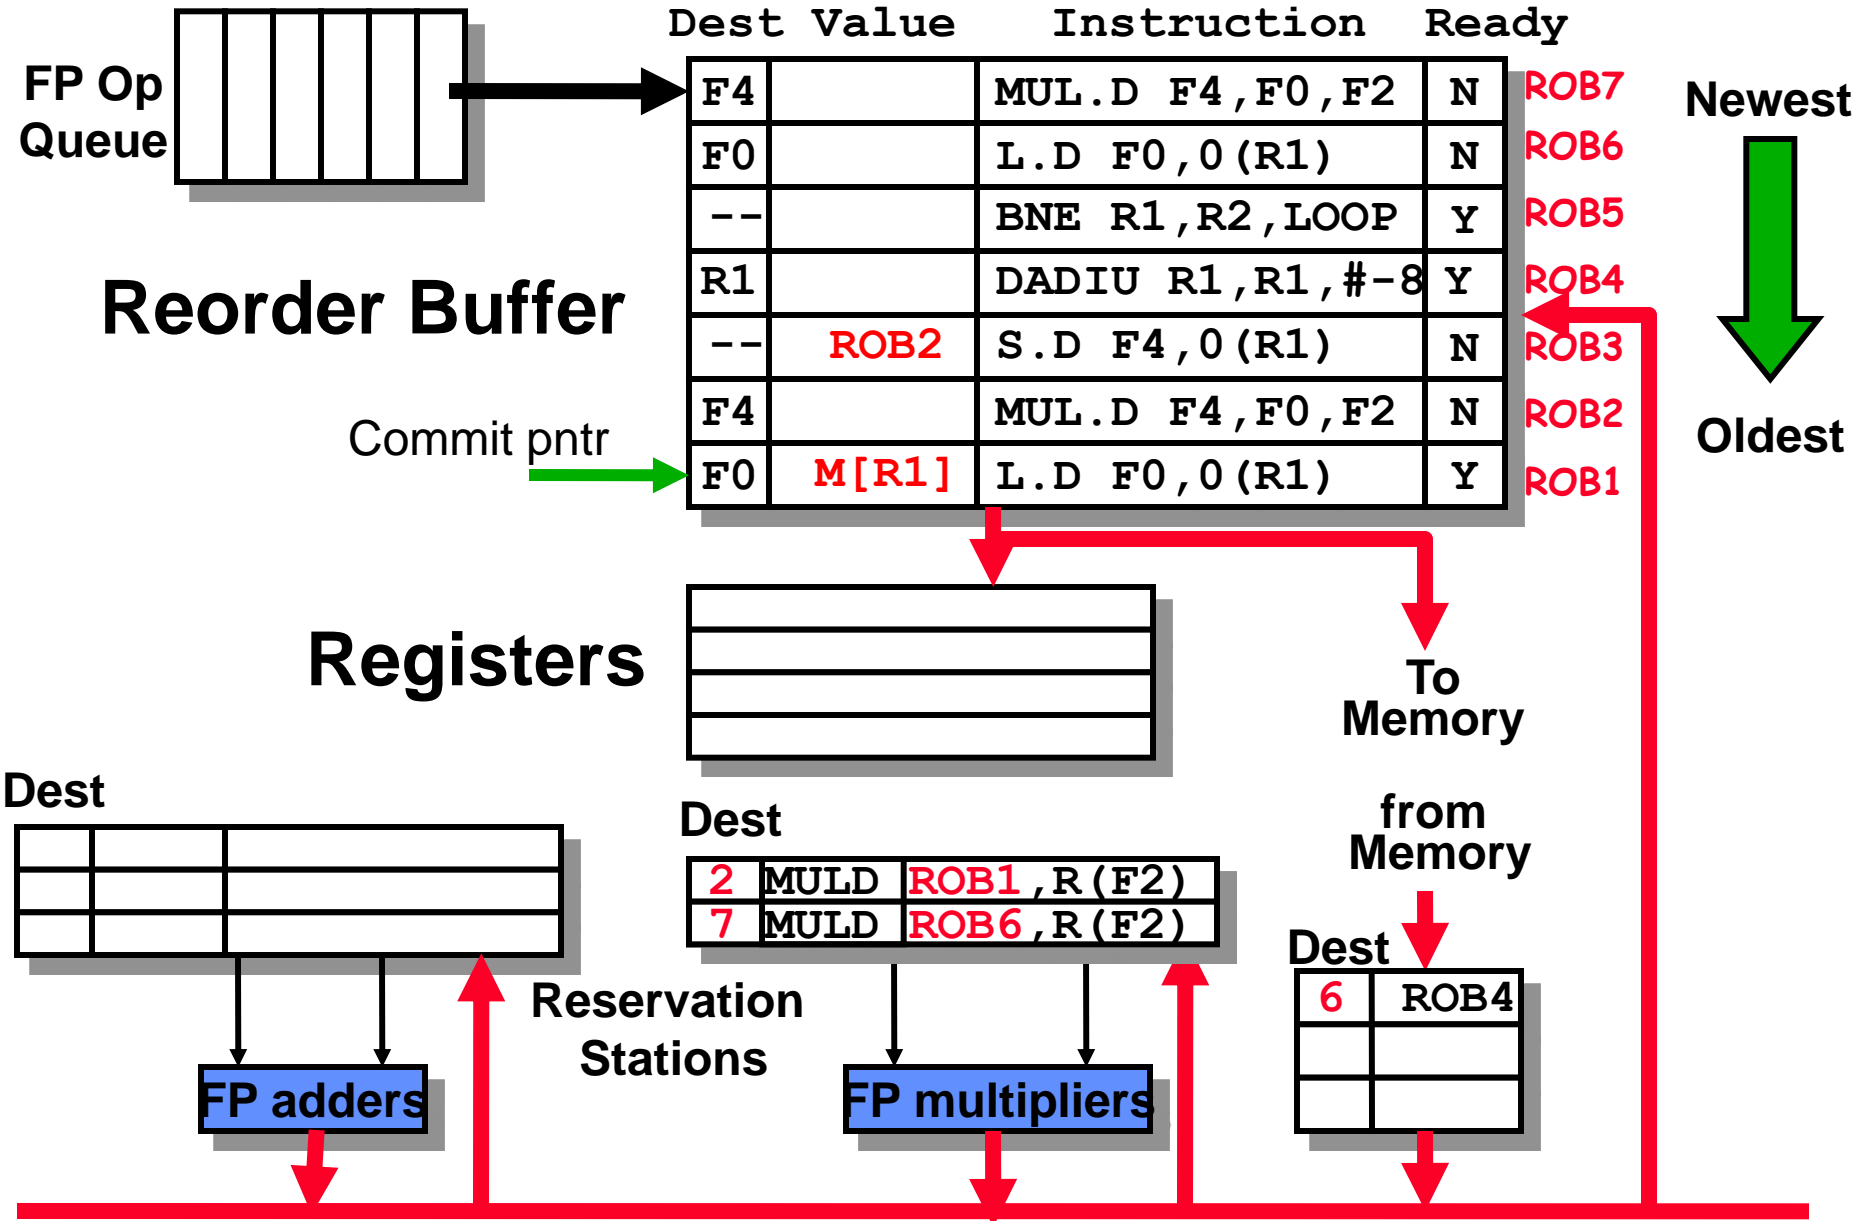 Dest Value Instruction Ready
FP Op
Queue
F4 MUL.D F4,F0,F2 N ROB7
F0 L.D F0,0(R1) N ROB6
-- BNE R1,R2,LOOP Y ROB5
R1 DADIU R1,R1,#-8 Y ROB4
-- ROB2 S.D F4,0(R1) N ROB3
F4 MUL.D F4,F0,F2 N ROB2
F0 M[R1] L.D F0,0(R1) Y ROB1
Newest
Oldest
Reorder Buffer
Commit pntr
Registers
To
Memory
Dest
Dest
from
Memory
2 MULD ROB1,R(F2)
7 MULD ROB6,R(F2)
Dest
6 ROB4
Reservation
Stations
FP adders
FP multipliers